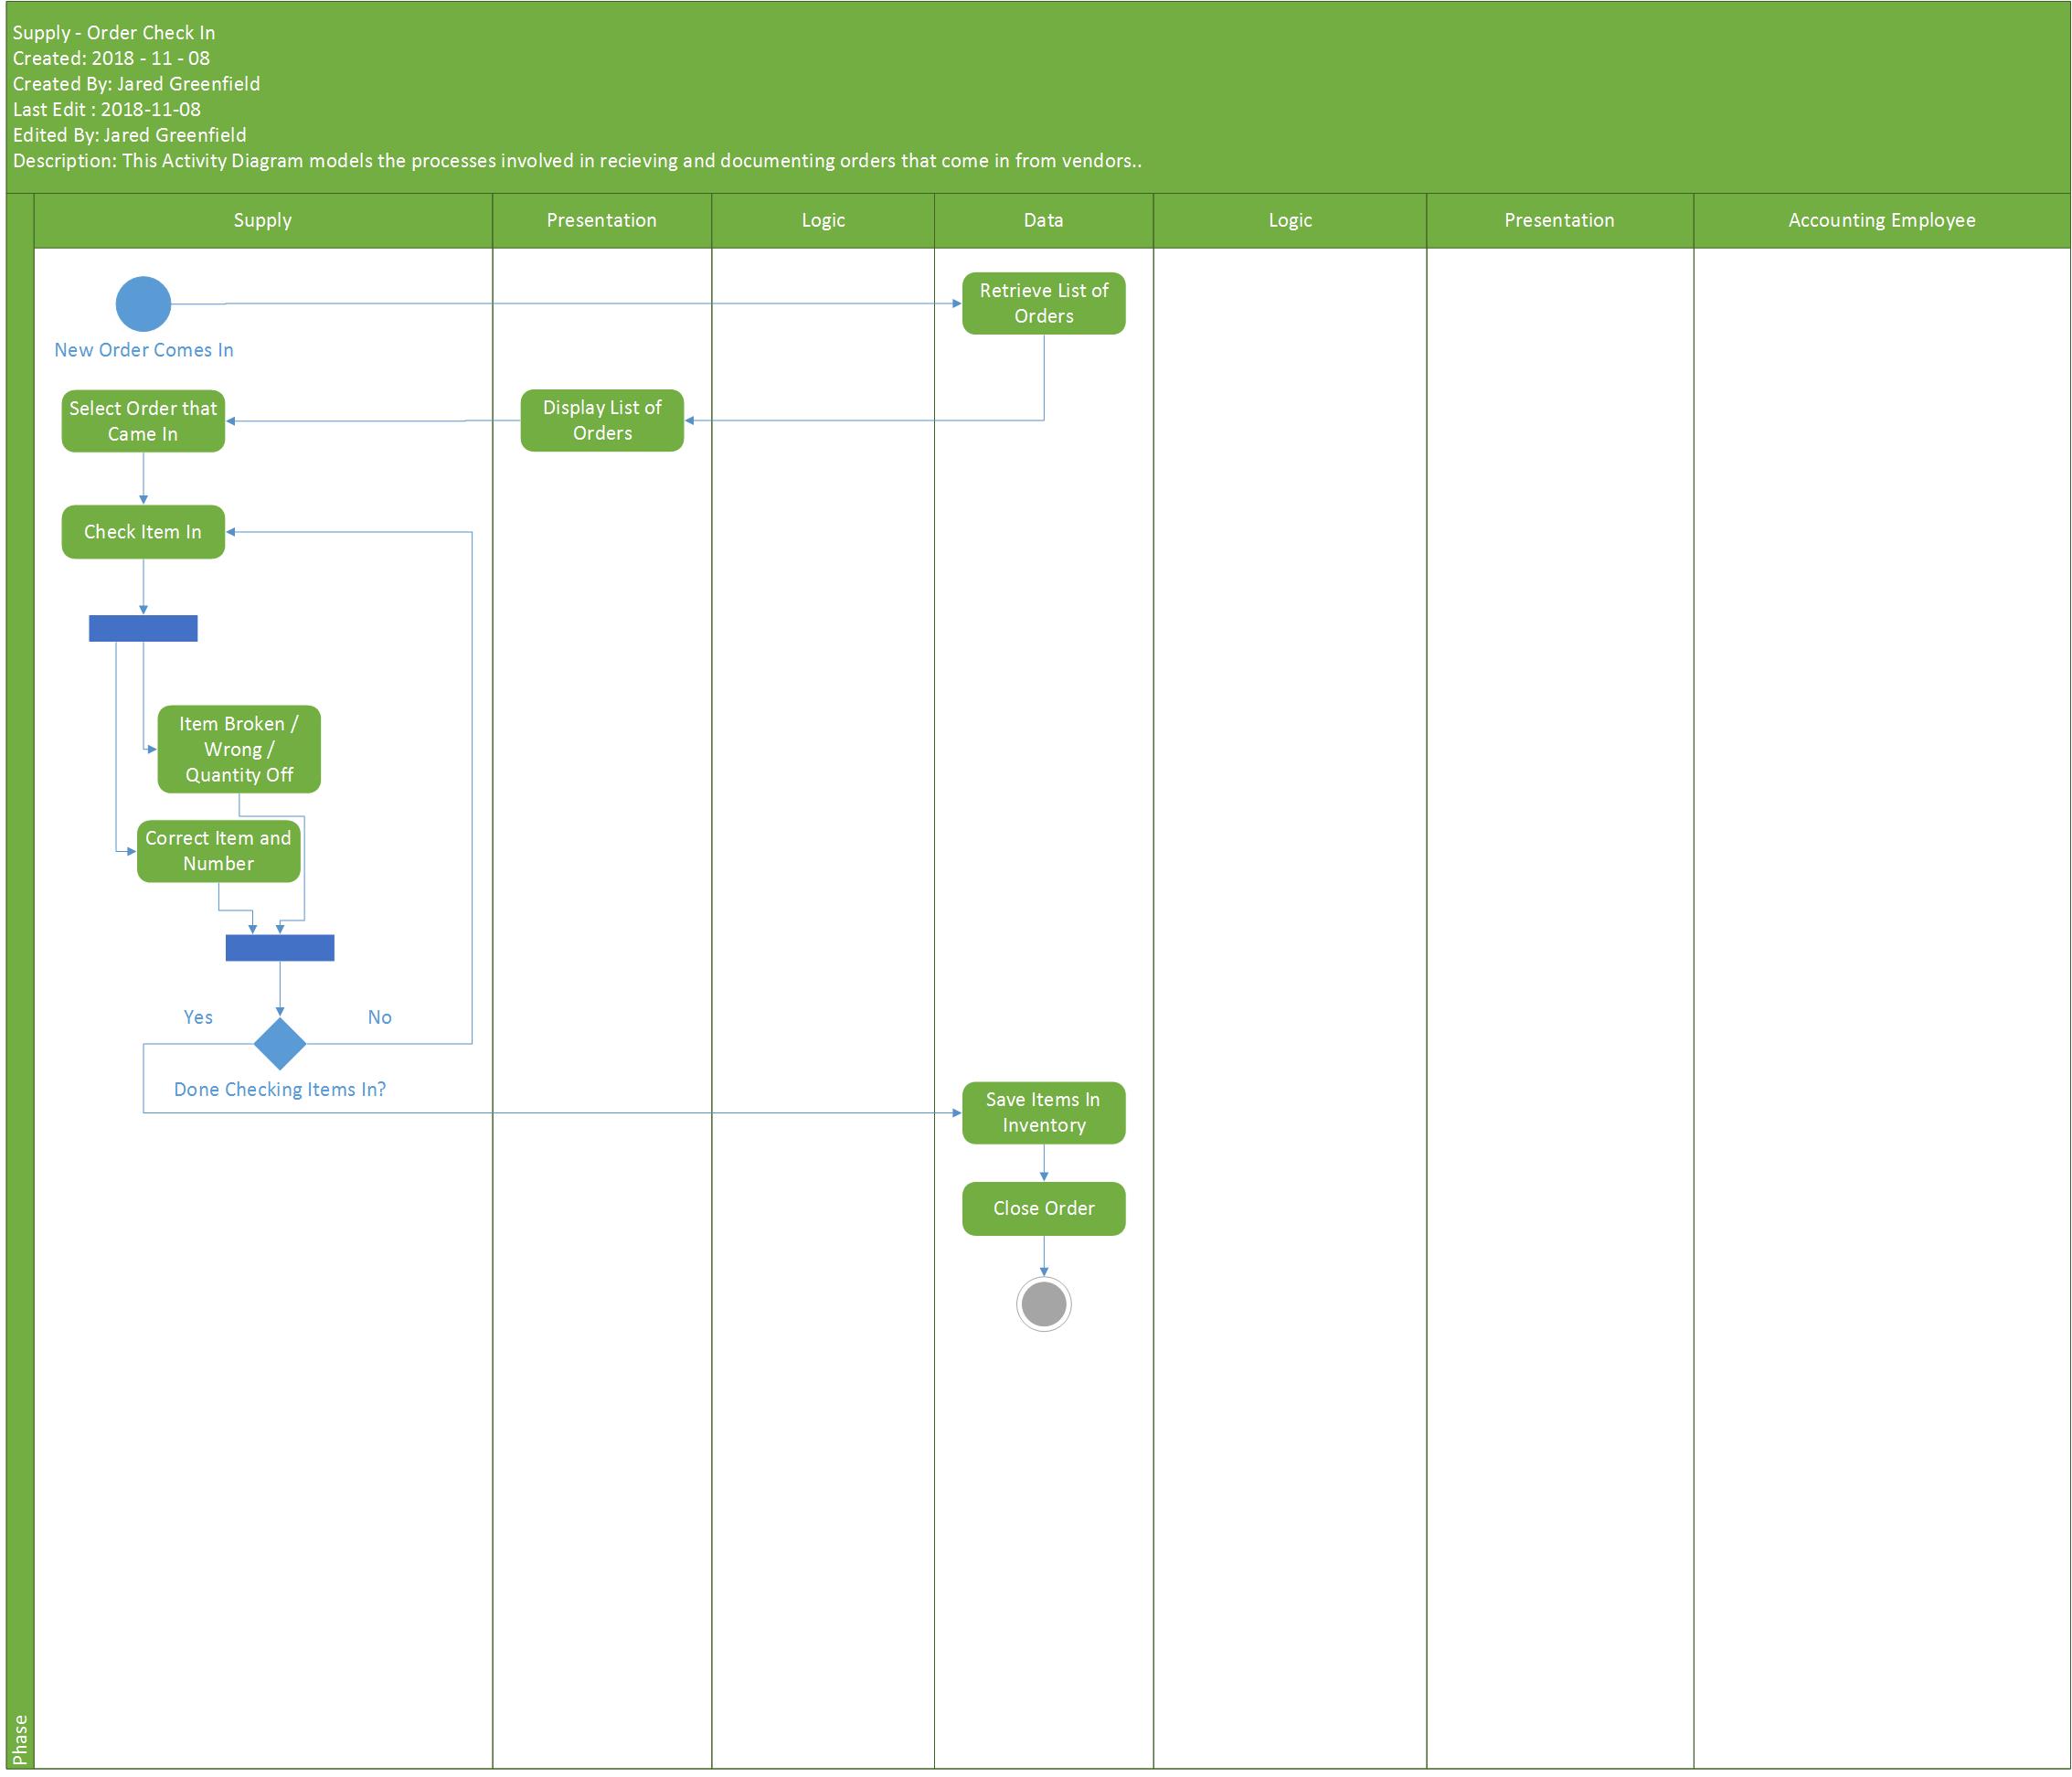 Supply - Order Check In
Created: 2018 - 11 - 08
Created By: Jared Greenfield
Last Edit : 2018-11-08
Edited By: Jared Greenfield
Description: This Activity Diagram models the processes involved in recieving and documenting orders that come in from vendors..
Supply
Presentation
Logic
Data
Logic
Presentation
Accounting Employee
New Order Comes In
Retrieve List of
Orders
Display List of
Orders
Select Order that
Came In
Check Item In
Item Broken /
Wrong /
Quantity Off
Correct Item and
Number
Yes
No
Done Checking Items In?
Save Items In
Inventory
Close Order
Phase